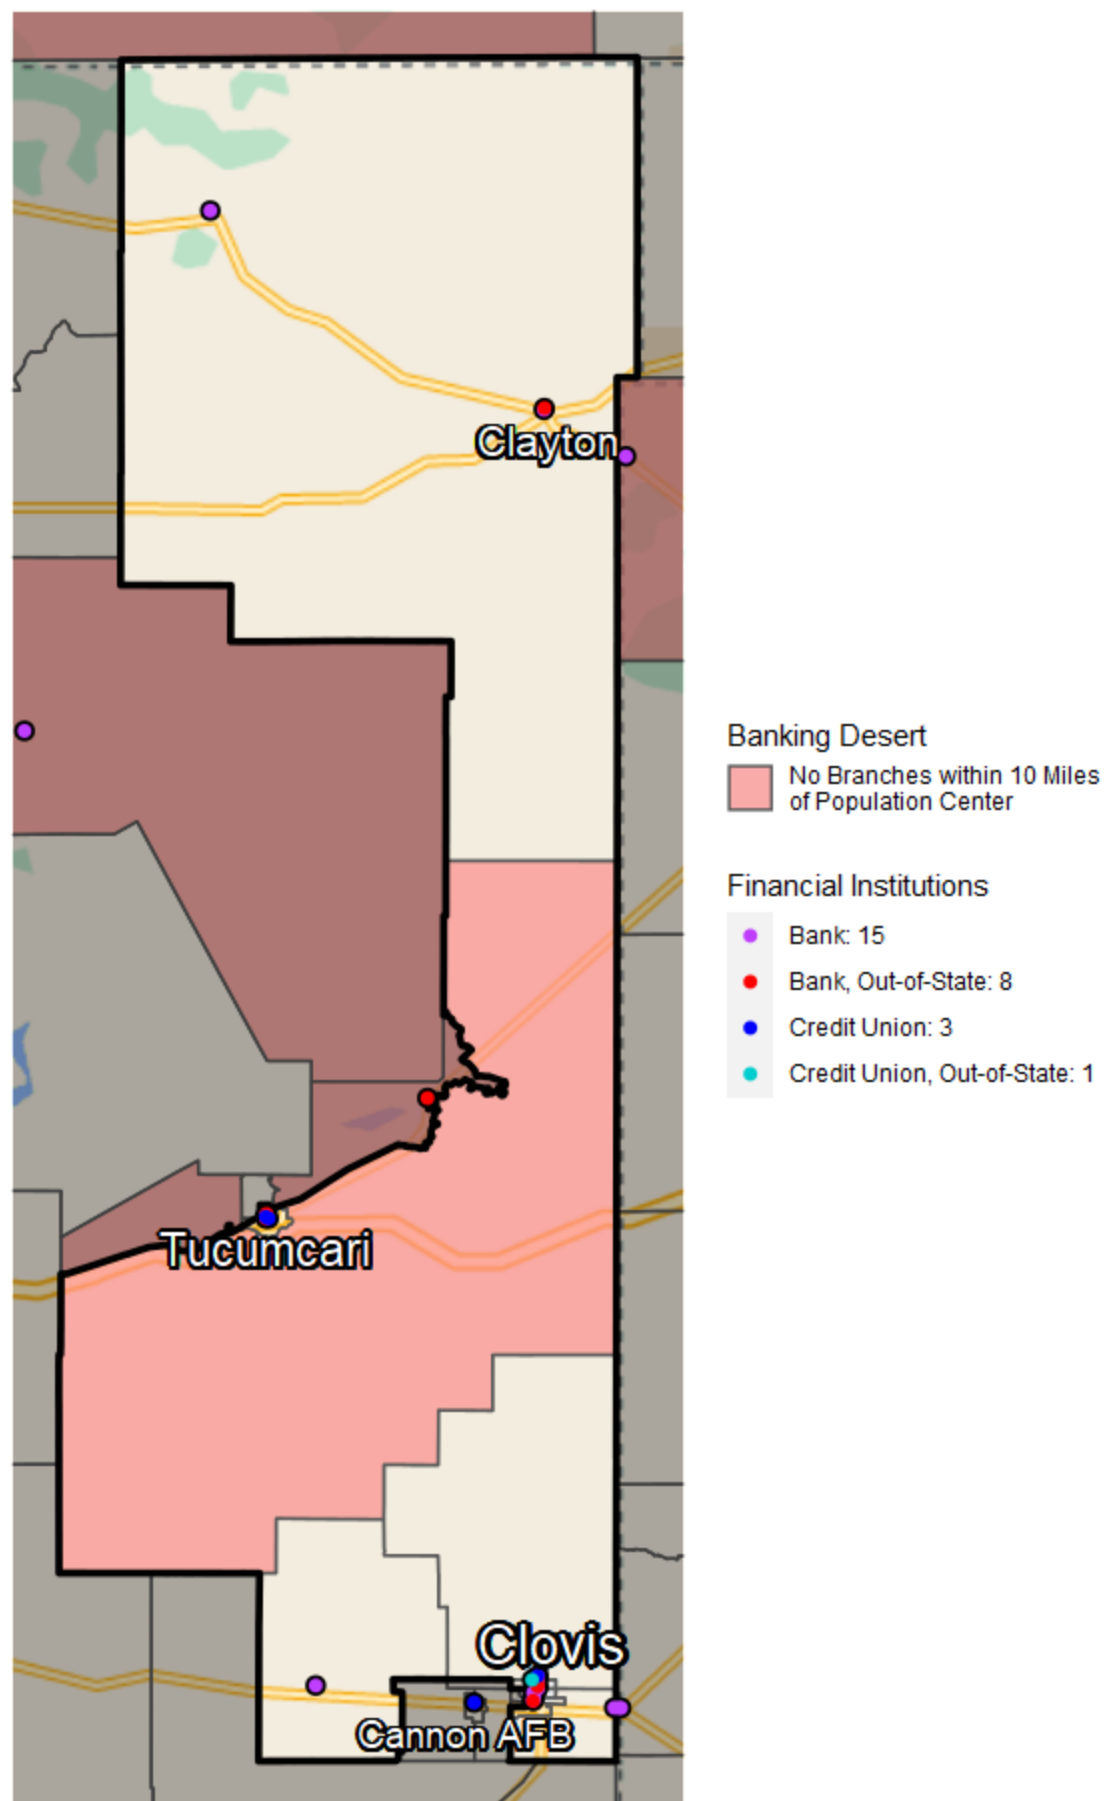 Clayton
Banking Desert
No Branches within 10 Miles
of Population Center
Financial Institutions
Bank: 15
Bank, Out-of-State: 8
Credit Union: 3
Credit Union, Out-of-State: 1
Tucumcari
Clovis
Cannon AFB